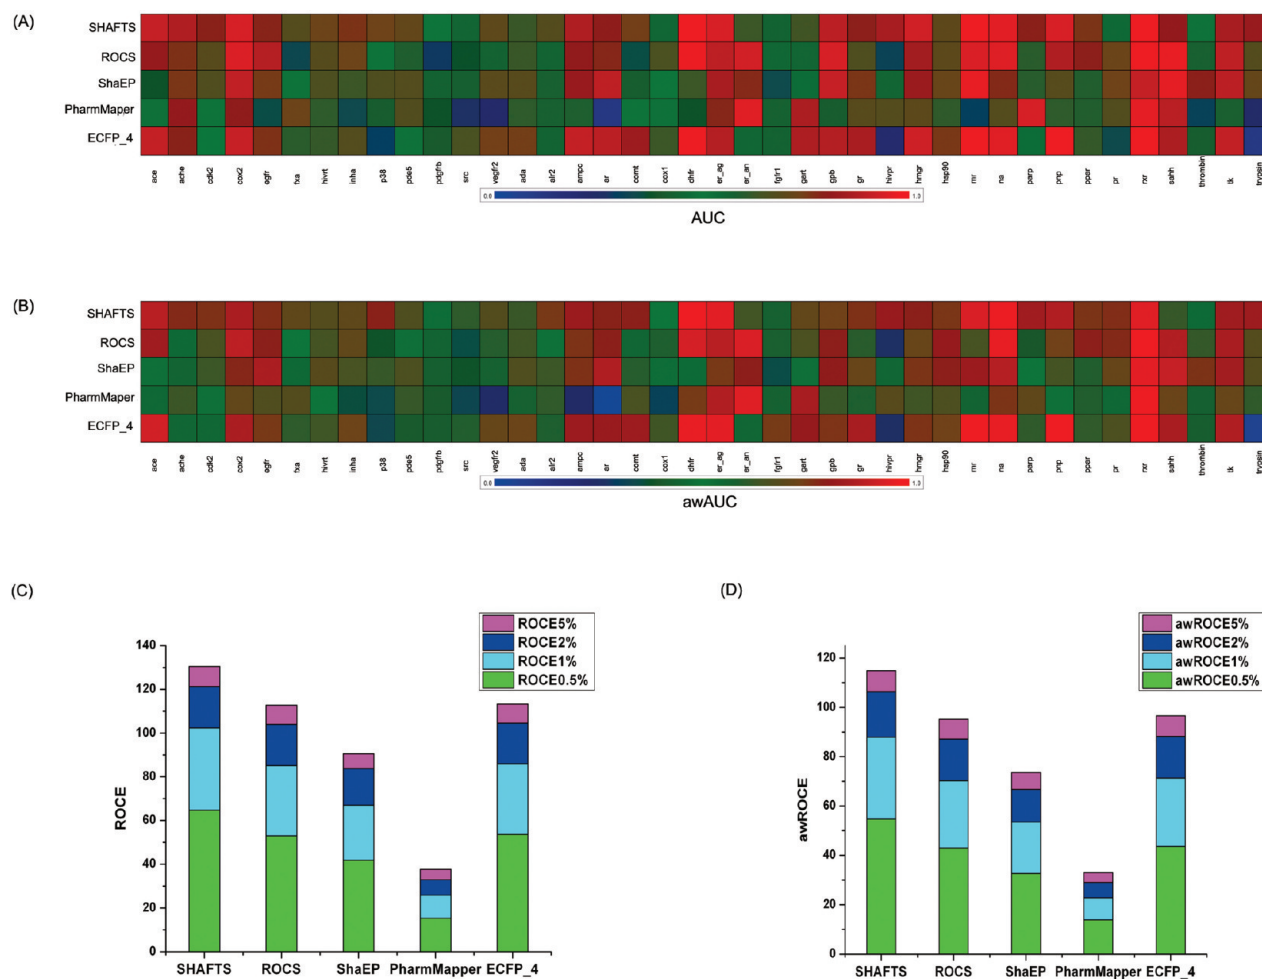 (A)
SHAFTS
ROCS
ShaEP
PharmMaper
ECFP_4
ace ache cdk2 cox2 egfr fxa hivrt inha p38 pde5 pdgfrb src vegfr2 ada alr2 ampc ar comt cox1 dhfr er_ag er_an fgfr1 gart gpb gr hivpr hmgr hsp90 mr na parp pnp ppar pr rxr sahh thrombin tk trypsin
0.0 1.0
AUC
(B)
SHAFTS
ROCS
ShaEP
PharmMaper
ECFP_4
ace ache cdk2 cox2 egfr fxa hivrt inha p38 pde5 pdgfrb src vegfr2 ada alr2 ampc ar comt cox1 dhfr er_ag er_an fgfr1 gart gpb gr hivpr hmgr hsp90 mr na parp pnp ppar pr rxr sahh thrombin tk trypsin
0.0 1.0
awAUC
(C)
ROCE5%
ROCE2%
ROCE1%
ROCE0.5%
140
120
100
80
60
40
20
0
ROCE
SHAFTS ROCS ShaEP PharmMapper ECFP_4
(D)
awROCE5%
awROCE2%
awROCE1%
awROCE0.5%
120
100
80
60
40
20
0
awROCE
SHAFTS ROCS ShaEP PharmMapper ECFP_4